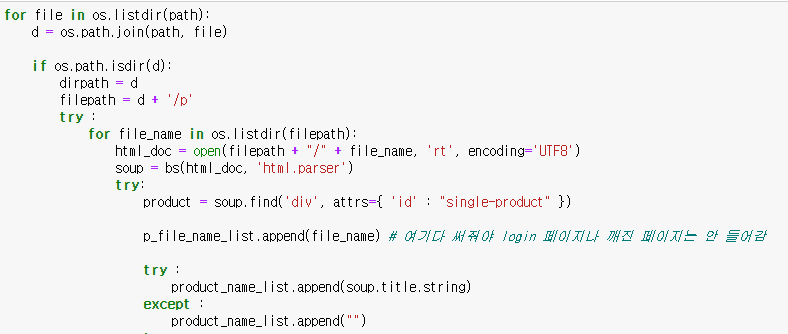 for file in os.listdir(path):
    d = os.path.join(path, file)

    if os.path.isdir(d):
        dirpath = d
        filepath = d + '/p'
        try :
            for file_name in os.listdir(filepath):
                html_doc = open(filepath + "/" + file_name, 'rt', encoding='UTF8')
                soup = bs(html_doc, 'html.parser')
                try:
                    product = soup.find('div', attrs={ 'id' : "single-product" })

                    p_file_name_list.append(file_name) # 여기다 써줘야 login 페이지나 깨진 페이지는 안 들어감

                    try :
                        product_name_list.append(soup.title.string)
                    except :
                        product_name_list.append("")